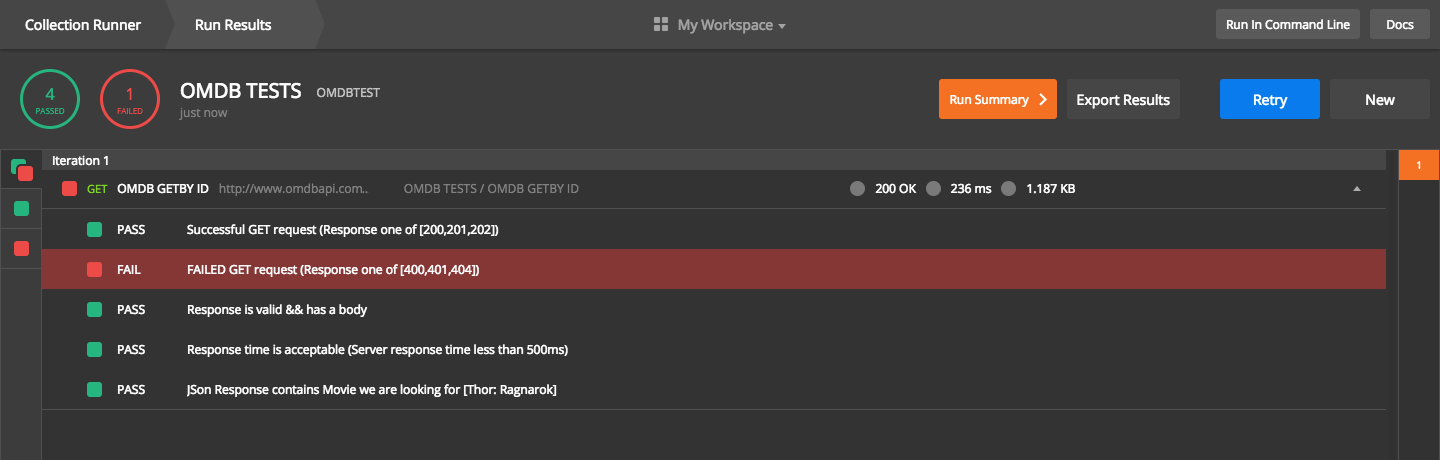 Collection Runner Run Results My Workspace Run In Command Line Docs
4 PASSED 1 FAILED OMDB TESTS OMDBTEST Run Summary Export Results Retry New
just now
Iteration 1 1
GET OMDB GETBY ID http://www.omdbapi.com.. OMDB TESTS / OMDB GETBY ID 200 OK 236 ms 1.187 KB
PASS Successful GET request (Response one of [200,201,202])
FAIL FAILED GET request (Response one of [400,401,404])
PASS Response is valid && has a body
PASS Response time is acceptable (Server response time less than 500ms)
PASS JSon Response contains Movie we are looking for [Thor: Ragnarok]